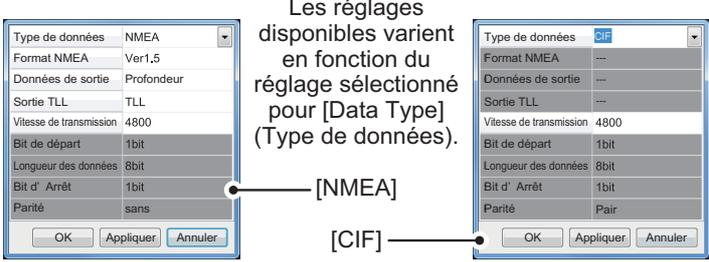 Type de données NMEA
Format NMEA Ver1.5
Données de sortie Profondeur
Sortie TLL TLL
Vitesse de transmission 4800
Bit de départ 1bit
Longueur des données 8bit
Bit d' Arrêt 1bit
Parité sans
OK Appliquer Annuler
Les réglages
disponibles varient
en fonction du
réglage sélectionné
pour [Data Type]
(Type de données).
[NMEA]
[CIF]
Type de données CIF
Format NMEA ---
Données de sortie ---
Sortie TLL ---
Vitesse de transmission 4800
Bit de départ 1bit
Longueur des données 8bit
Bit d' Arrêt 1bit
Parité Pair
OK Appliquer Annuler